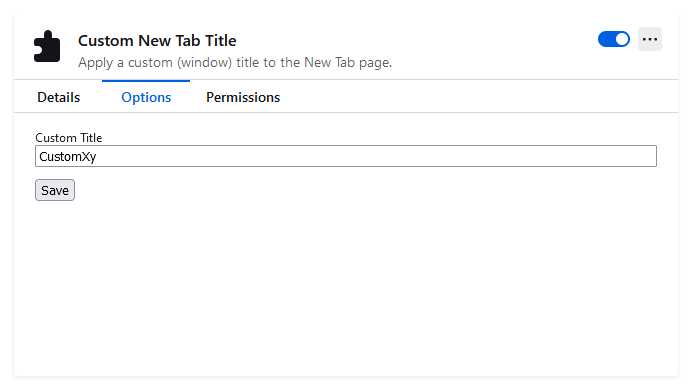 Custom New Tab Title
Apply a custom (window) title to the New Tab page.
Details Options Permissions
Custom Title
CustomXy
Save